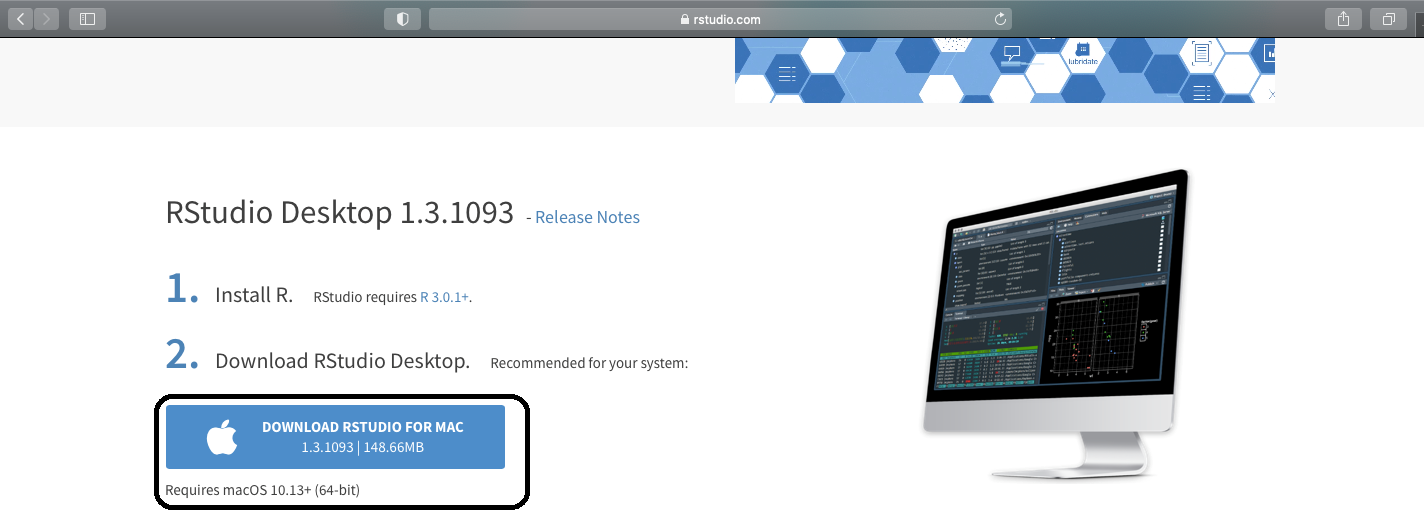 rstudio.com
lubridate
RStudio Desktop 1.3.1093 - Release Notes
1. Install R. RStudio requires R 3.0.1+.
2. Download RStudio Desktop. Recommended for your system:
DOWNLOAD RSTUDIO FOR MAC
1.3.1093 | 148.66MB
Requires macOS 10.13+ (64-bit)